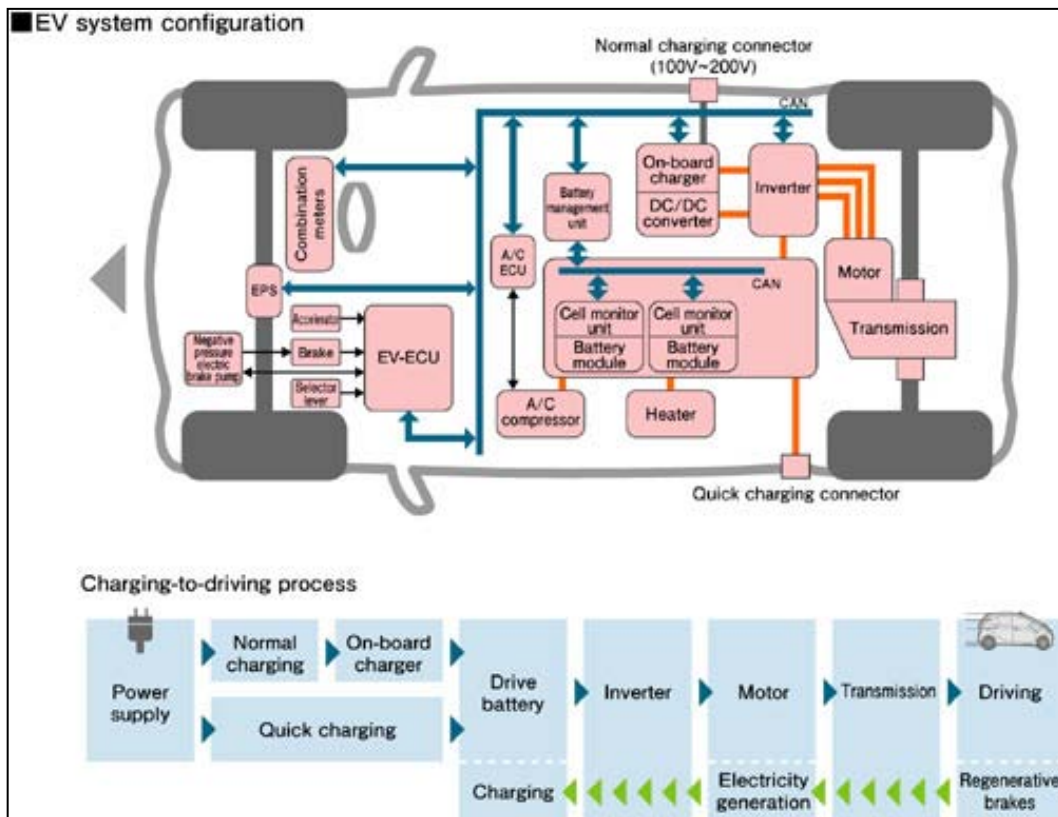 ■EV system configuration
Normal charging connector
(100V~200V)
CAN
Combination
meters
On-board
charger
DC/DC
converter
Inverter
Battery
management
unit
A/C
ECU
CAN
Motor
EPS
Cell monitor
unit
Battery
module
Cell monitor
unit
Battery
module
Transmission
Accelerator
Negative
pressure
electric
brake pump
Brake
EV-ECU
Selector
lever
A/C
compressor
Heater
Quick charging connector
Charging-to-driving process
Power
supply
Normal
charging
On-board
charger
Quick charging
Drive
battery
Inverter
Motor
Transmission
Driving
Charging
Electricity
generation
Regenerative
brakes